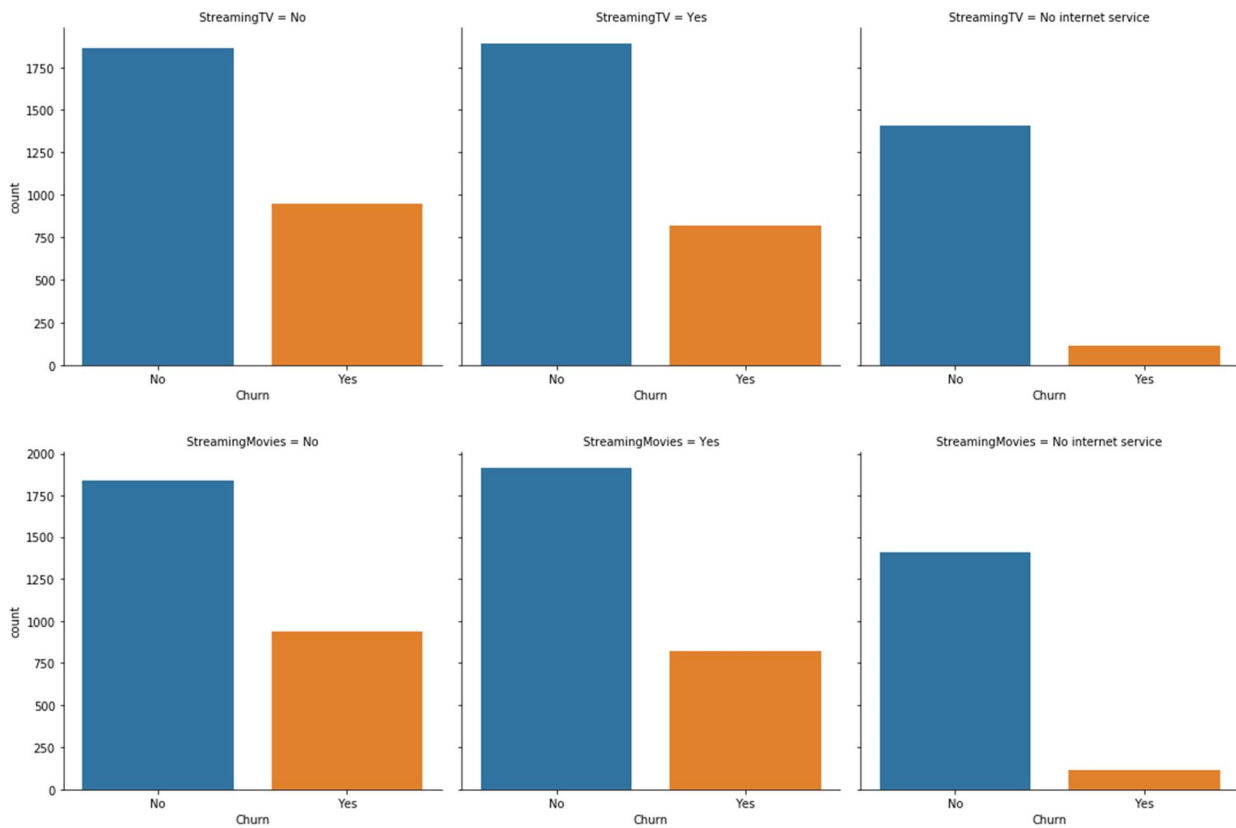 StreamingTV = No
StreamingTV = Yes
StreamingTV = No internet service
1750
1500
1250
1000
750
500
250
0
count
No
Yes
No
Yes
No
Yes
Churn
Churn
Churn
StreamingMovies = No
StreamingMovies = Yes
StreamingMovies = No internet service
2000
1750
1500
1250
1000
750
500
250
0
count
No
Yes
No
Yes
No
Yes
Churn
Churn
Churn